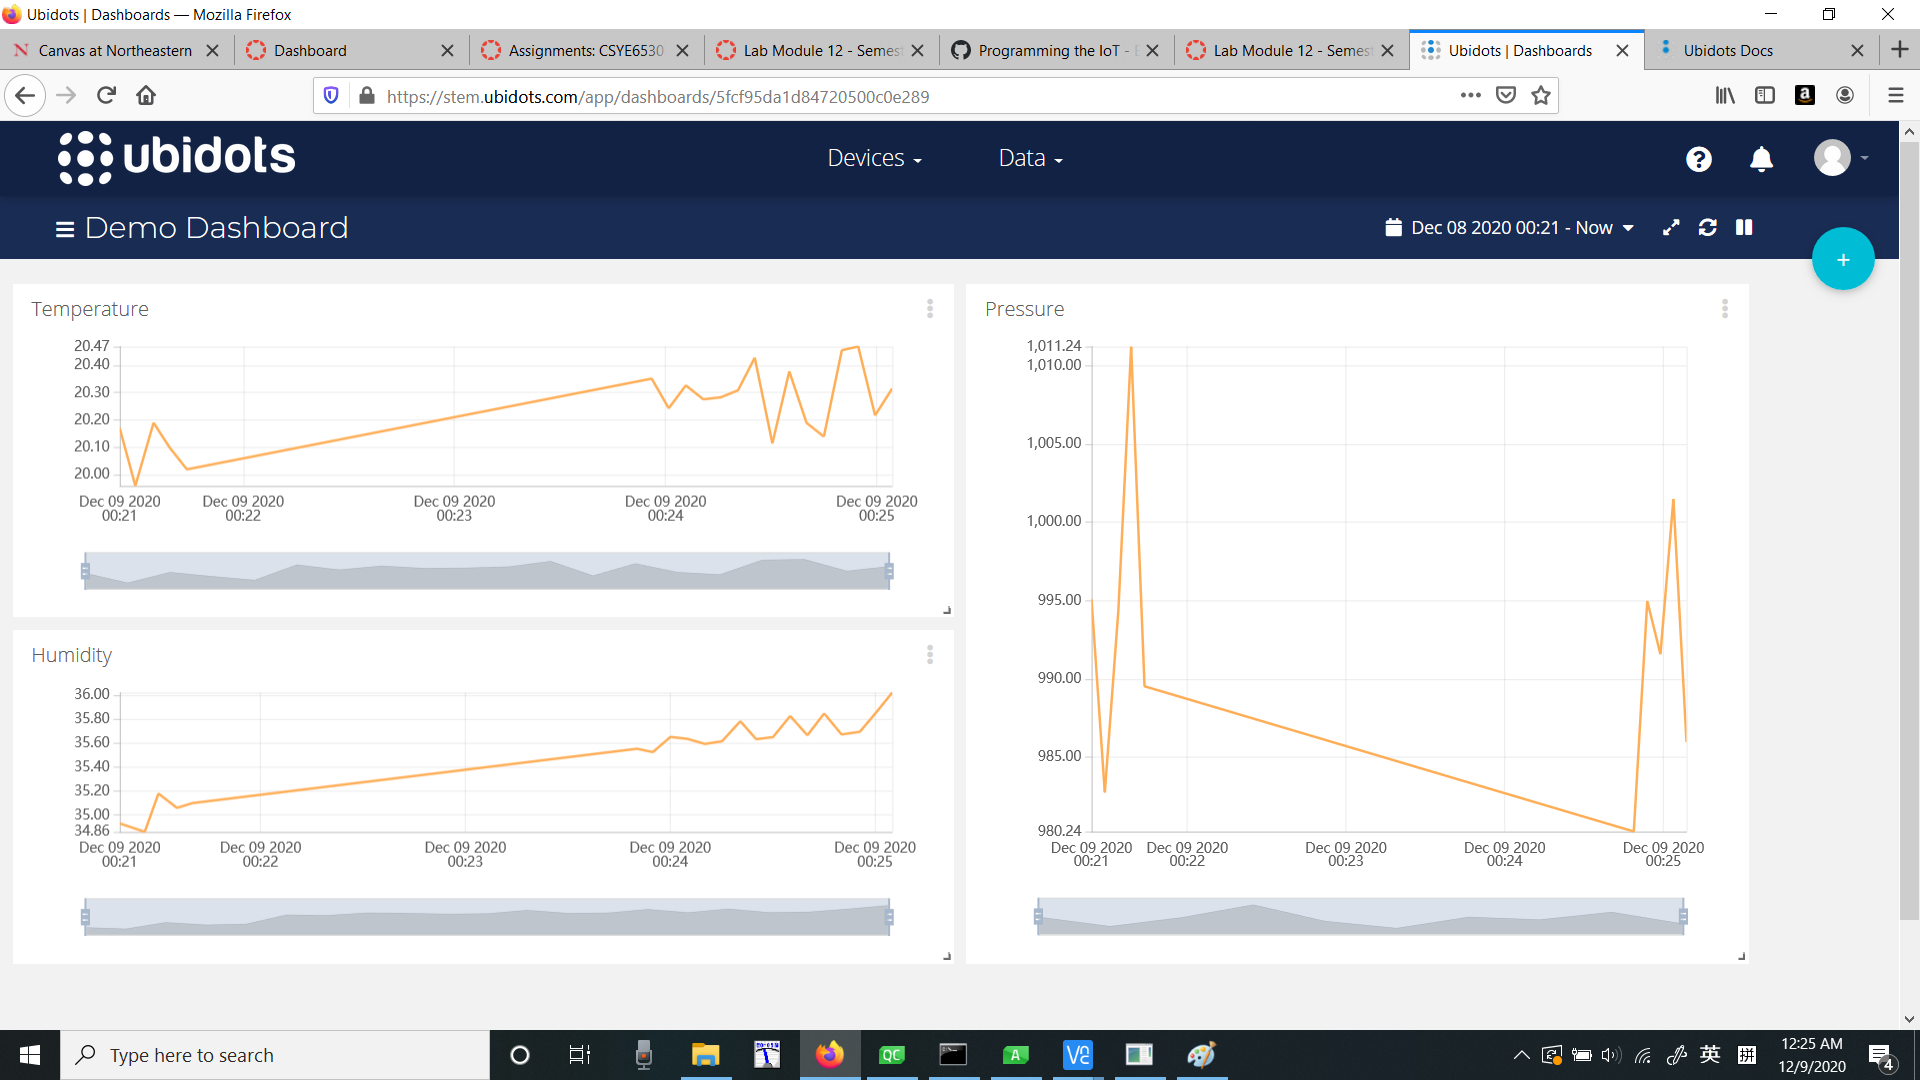 Ubidots | Dashboards — Mozilla Firefox
Canvas at Northeastern
Dashboard
Assignments: CSYE6530
Lab Module 12 - Semest
Programming the IoT -
Lab Module 12 - Semest
Ubidots | Dashboards
Ubidots Docs
https://stem.ubidots.com/app/dashboards/5fcf95da1d84720500c0e289
ubidots
Devices
Data
Demo Dashboard
Dec 08 2020 00:21 - Now
Temperature
20.47
20.40
20.30
20.20
20.10
20.00
Dec 09 2020 Dec 09 2020 Dec 09 2020 Dec 09 2020 Dec 09 2020
00:21 00:22 00:23 00:24 00:25
Humidity
36.00
35.80
35.60
35.40
35.20
35.00
34.86
Dec 09 2020 Dec 09 2020 Dec 09 2020 Dec 09 2020 Dec 09 2020
00:21 00:22 00:23 00:24 00:25
Pressure
1,011.24
1,010.00
1,005.00
1,000.00
995.00
990.00
985.00
980.24
Dec 09 2020 Dec 09 2020 Dec 09 2020 Dec 09 2020 Dec 09 2020
00:21 00:22 00:23 00:24 00:25
Type here to search
QC
A
英
拼
12:25 AM
12/9/2020
4